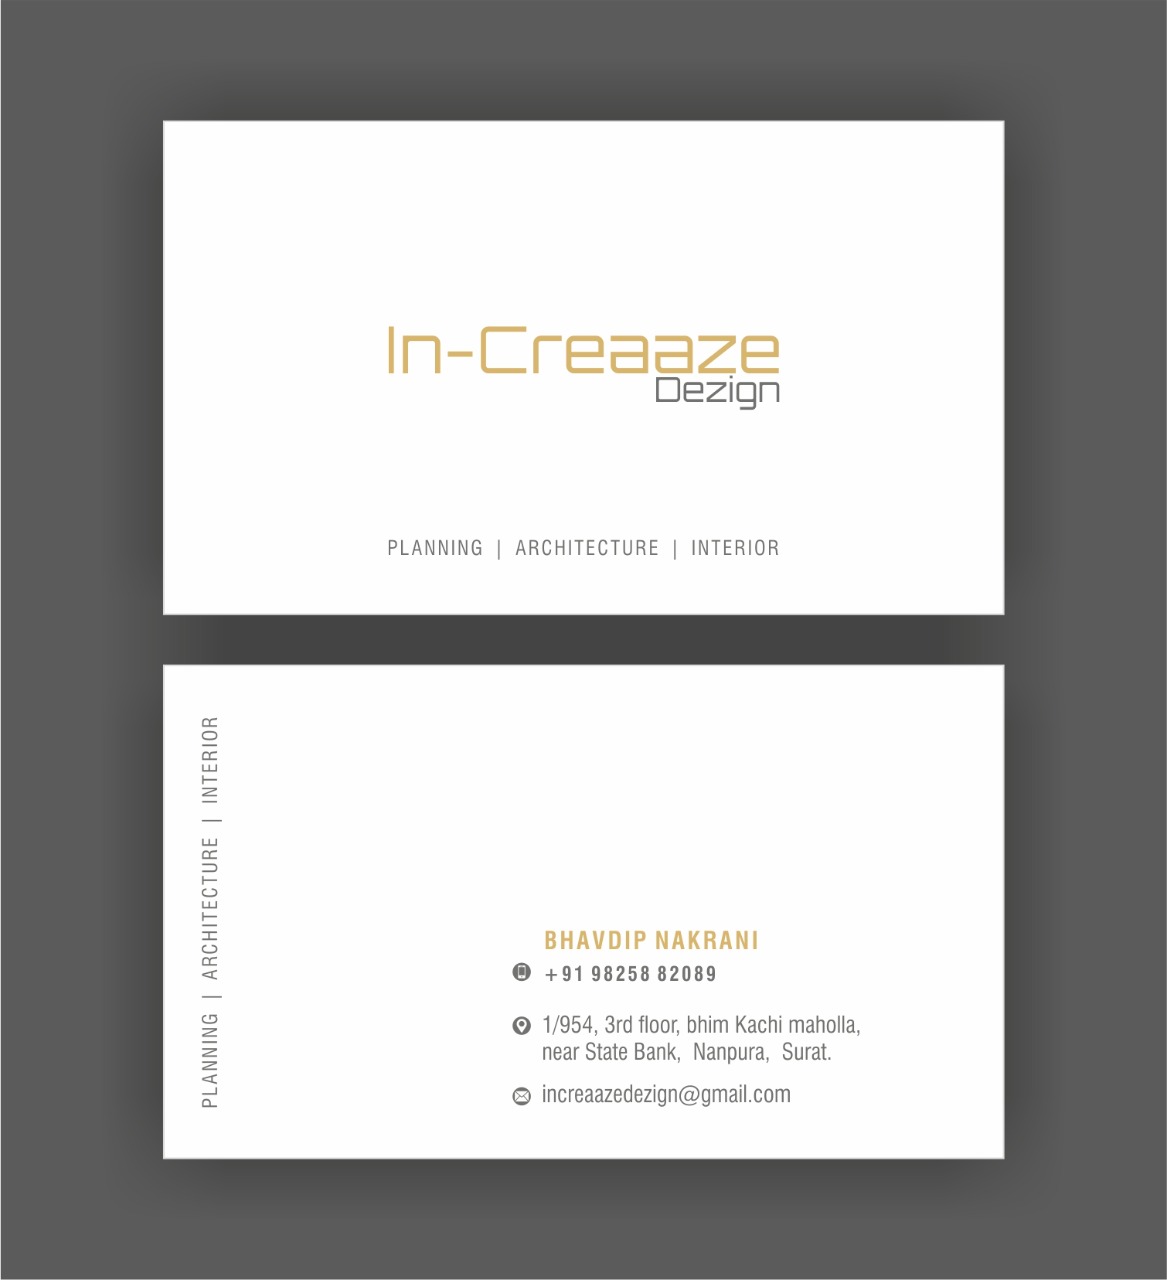 In-Creaaze
Dezign
PLANNING | ARCHITECTURE | INTERIOR
PLANNING | ARCHITECTURE | INTERIOR
BHAVDIP NAKRANI
+91 98258 82089
1/954, 3rd floor, bhim Kachi maholla,
near State Bank, Nanpura, Surat.
increaazedezign@gmail.com